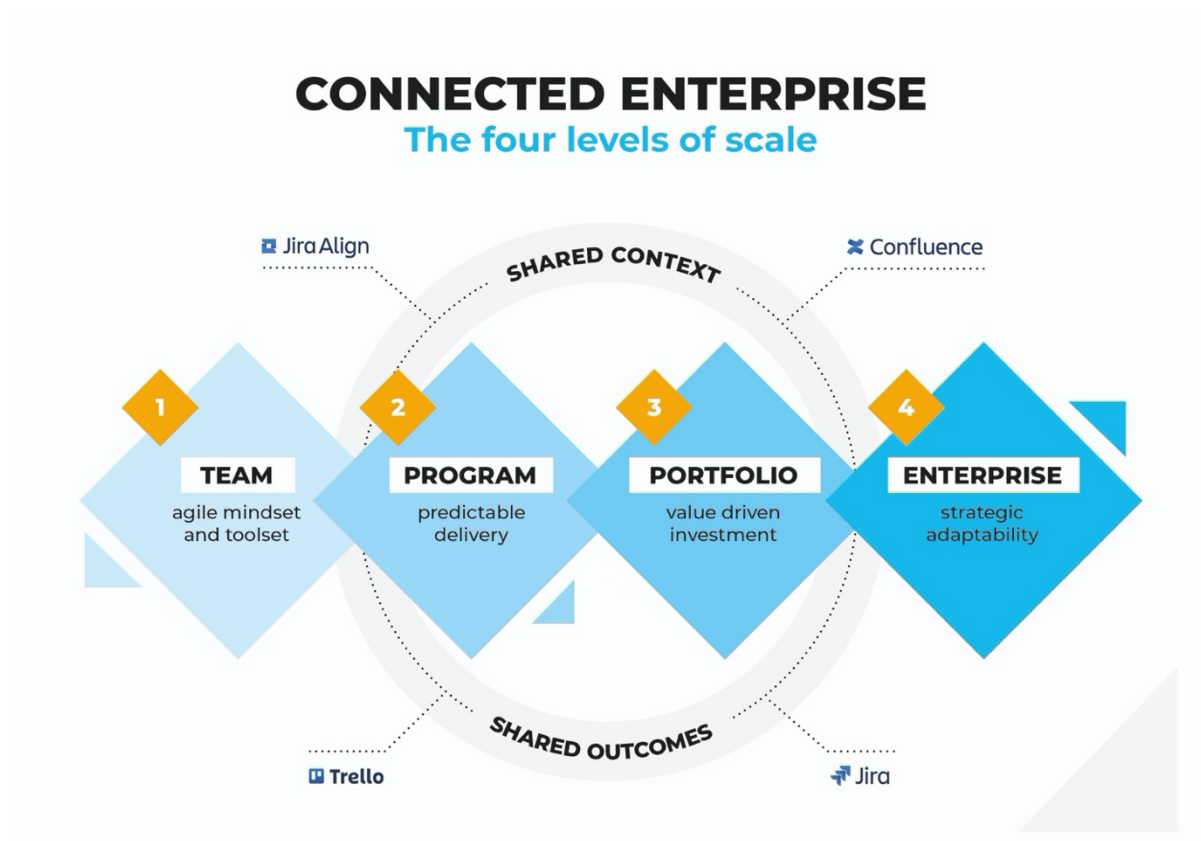 CONNECTED ENTERPRISE
The four levels of scale
Jira Align
SHARED CONTEXT
Confluence
1
TEAM
agile mindset
and toolset
2
PROGRAM
predictable
delivery
3
PORTFOLIO
value driven
investment
4
ENTERPRISE
strategic
adaptability
SHARED OUTCOMES
Trello
Jira